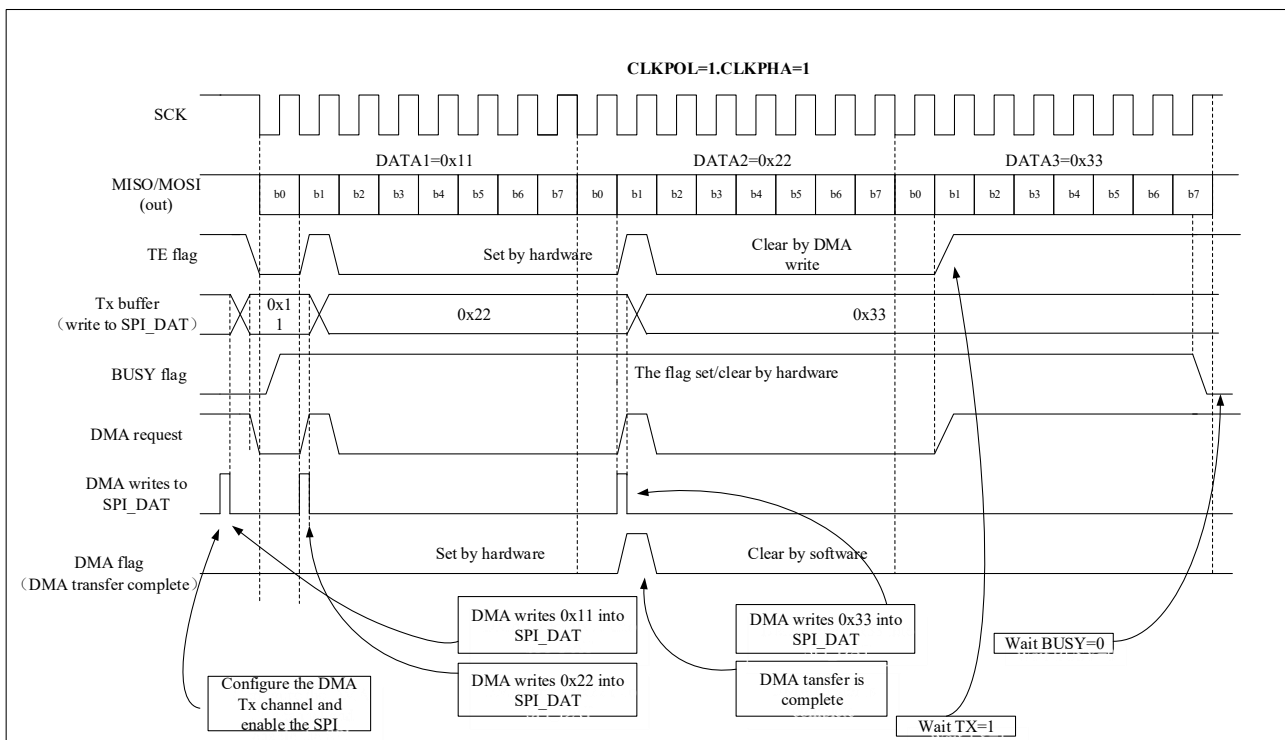 CLKPOL=1.CLKPHA=1
SCK
DATA1=0x11 DATA2=0x22 DATA3=0x33
MISO/MOSI
(out)
b0 b1 b2 b3 b4 b5 b6 b7 b0 b1 b2 b3 b4 b5 b6 b7 b0 b1 b2 b3 b4 b5 b6 b7
TE flag
Set by hardware
Clear by DMA
write
Tx buffer
（write to SPI_DAT）
0x1
1
0x22
0x33
BUSY flag
The flag set/clear by hardware
DMA request
DMA writes to
SPI_DAT
DMA flag
（DMA transfer complete）
Set by hardware
Clear by software
DMA writes 0x11 into
SPI_DAT
DMA writes 0x33 into
SPI_DAT
Wait BUSY=0
Configure the DMA
Tx channel and
enable the SPI
DMA writes 0x22 into
SPI_DAT
DMA tansfer is
complete
Wait TX=1